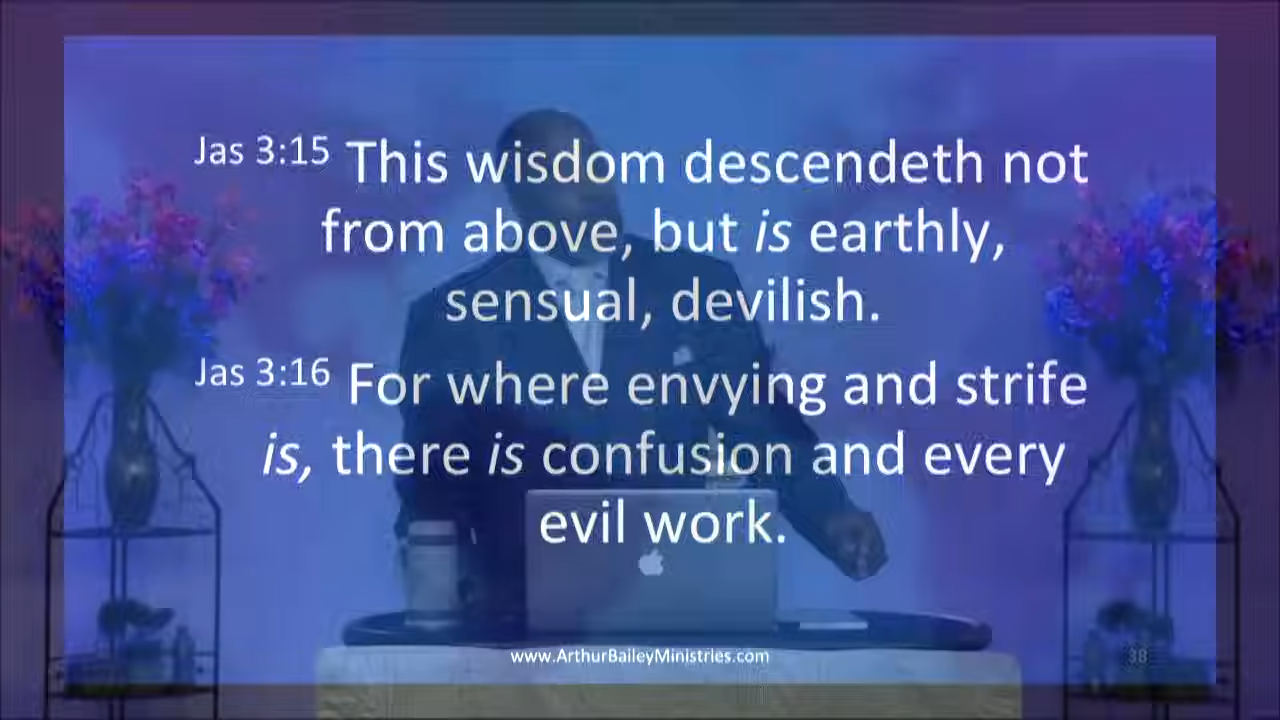 Jas 3:15 This wisdom descendeth not
from above, but is earthly,
sensual, devilish.
Jas 3:16 For where envying and strife
is, there is confusion and every
evil work.
www.ArthurBaileyMinistries.com
38